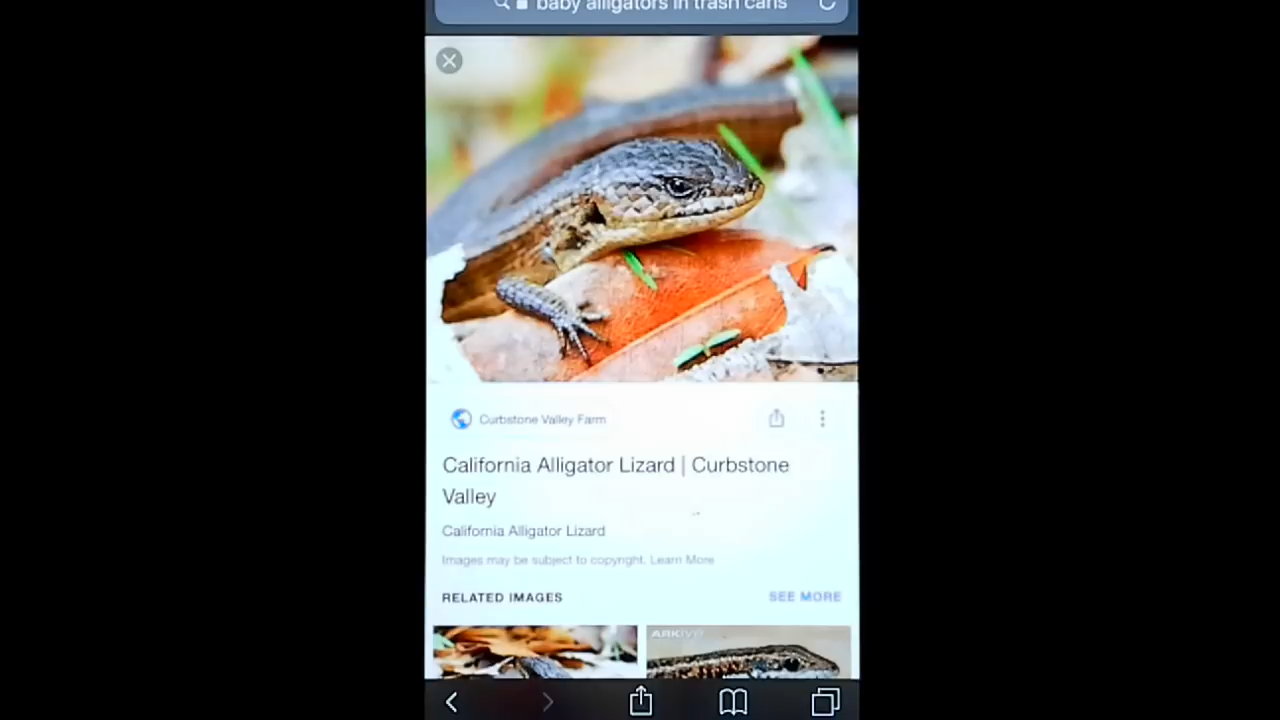 baby alligators in trash cans
Curbstone Valley Farm
California Alligator Lizard | Curbstone
Valley
California Alligator Lizard
Images may be subject to copyright. Learn More
RELATED IMAGES
SEE MORE
ARKIVE